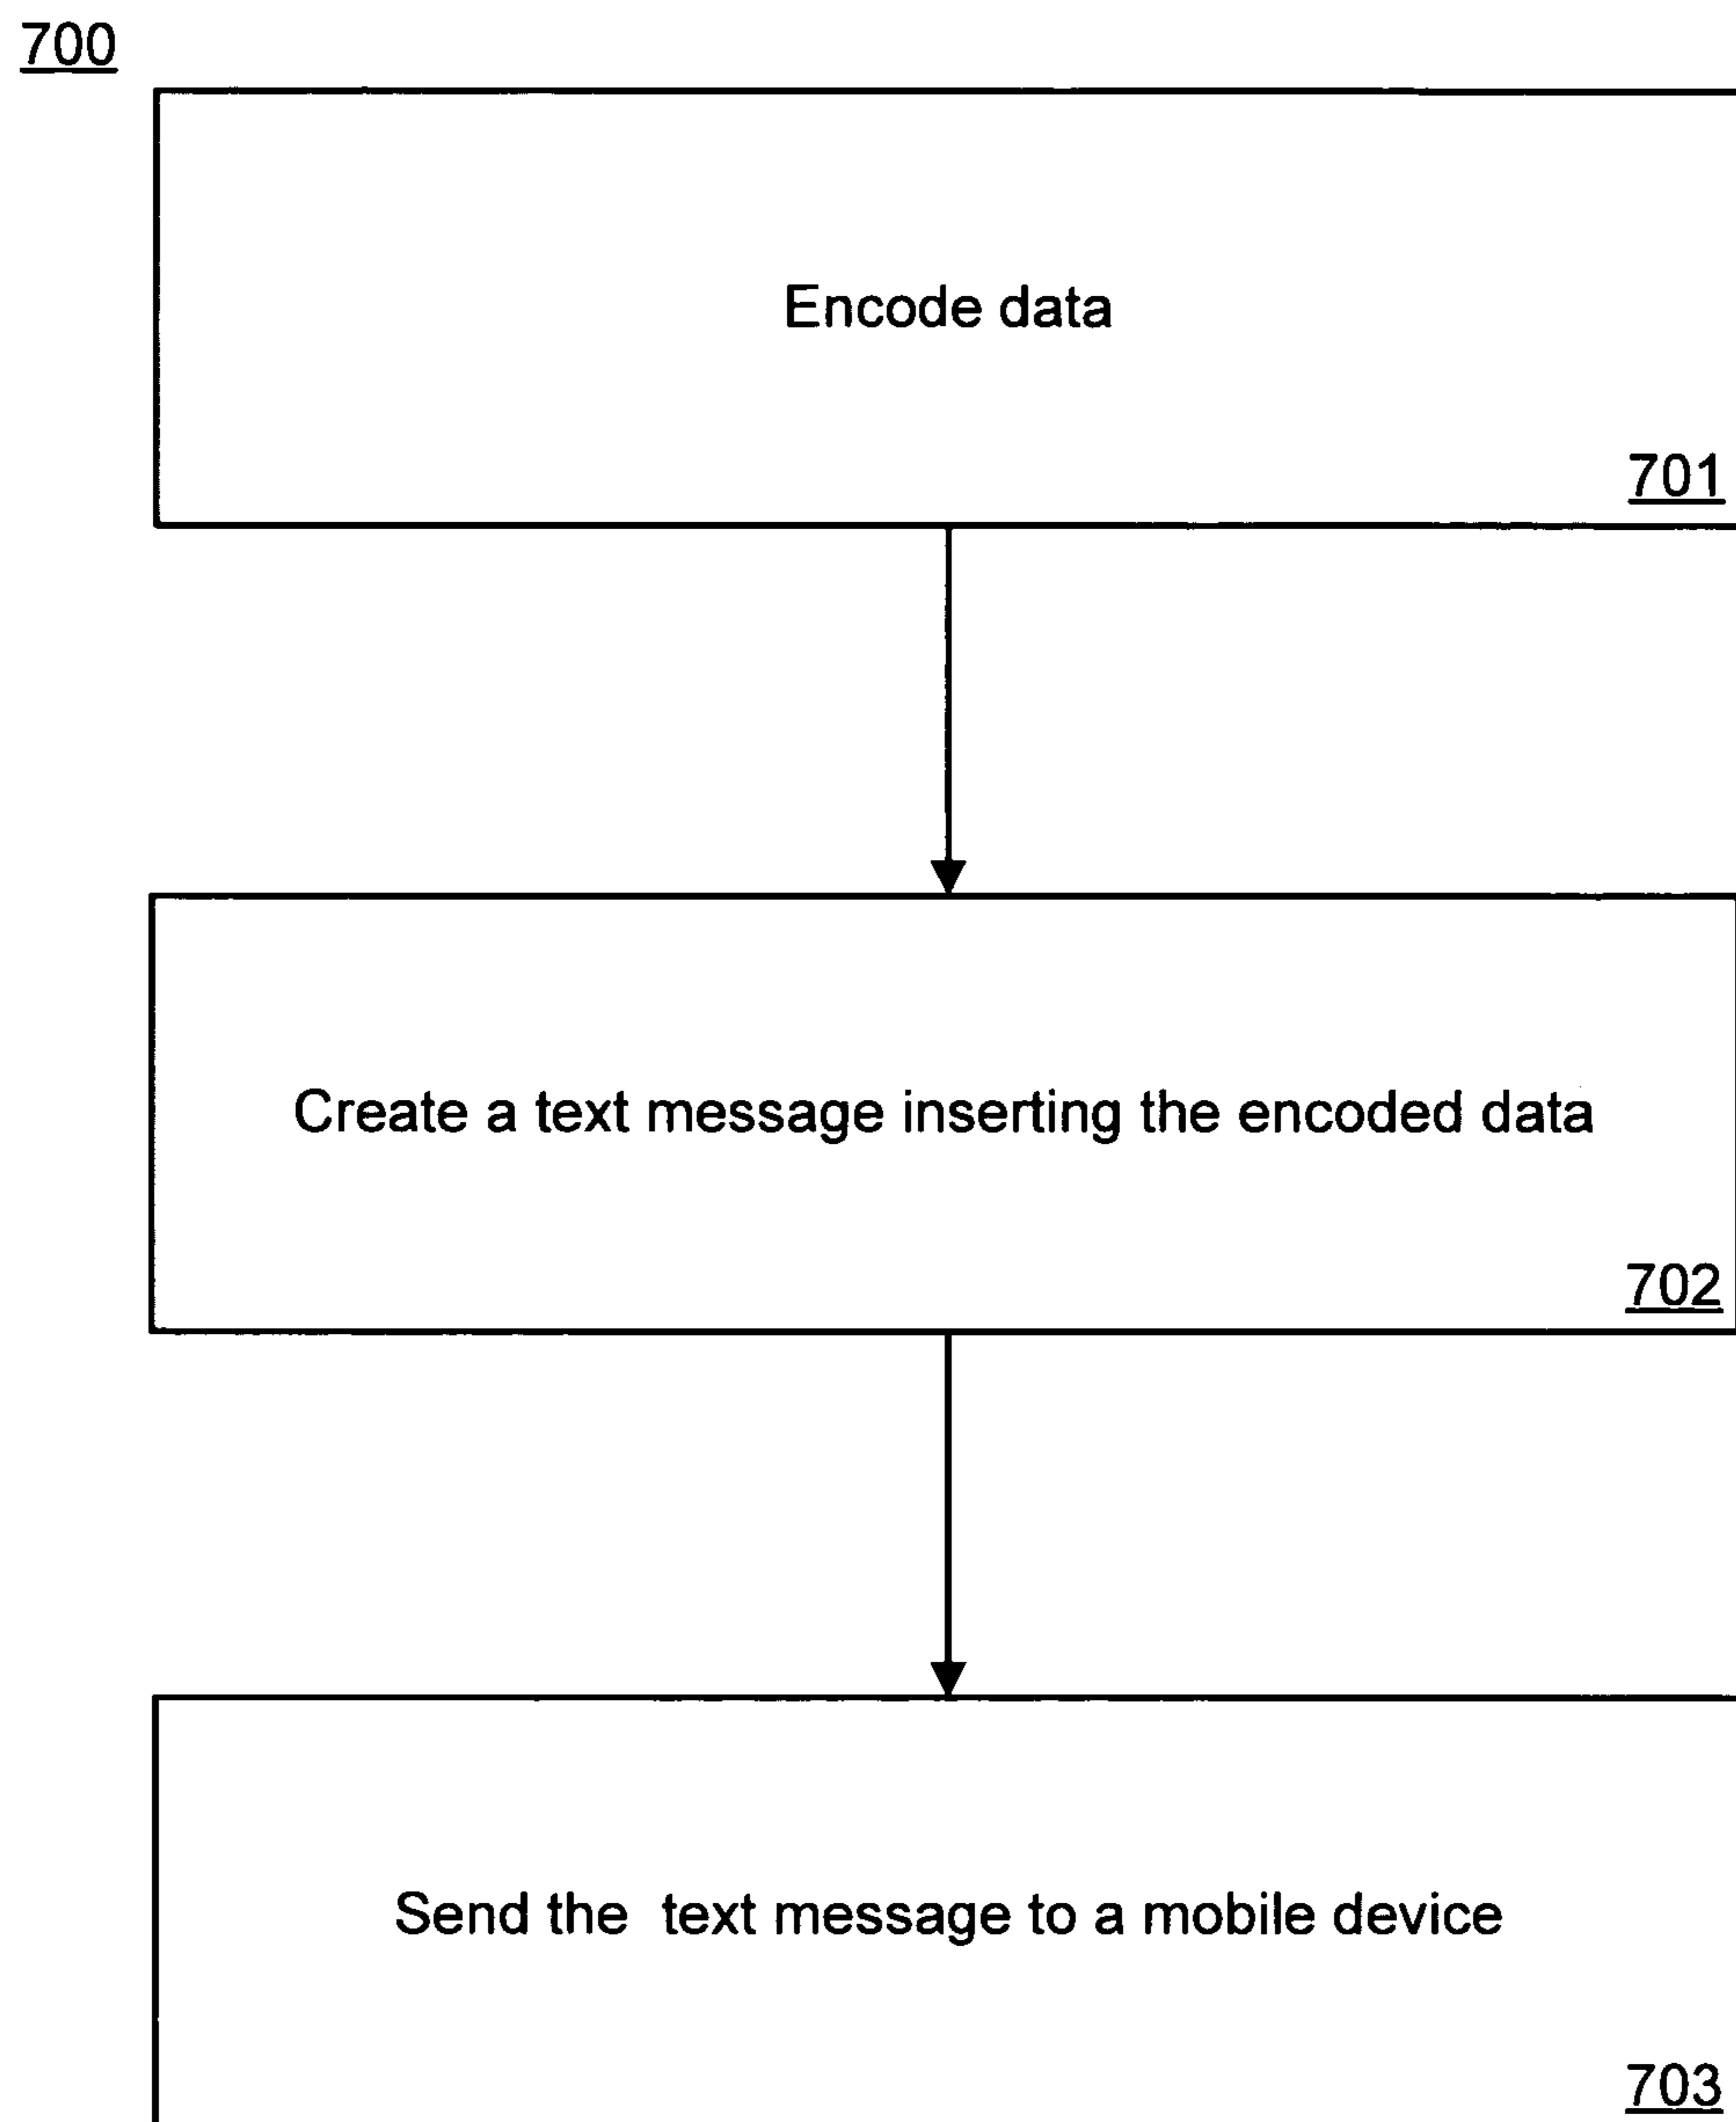 700
Encode data
701
Create a text message inserting the encoded data
702
Send the  text message to a mobile device
703